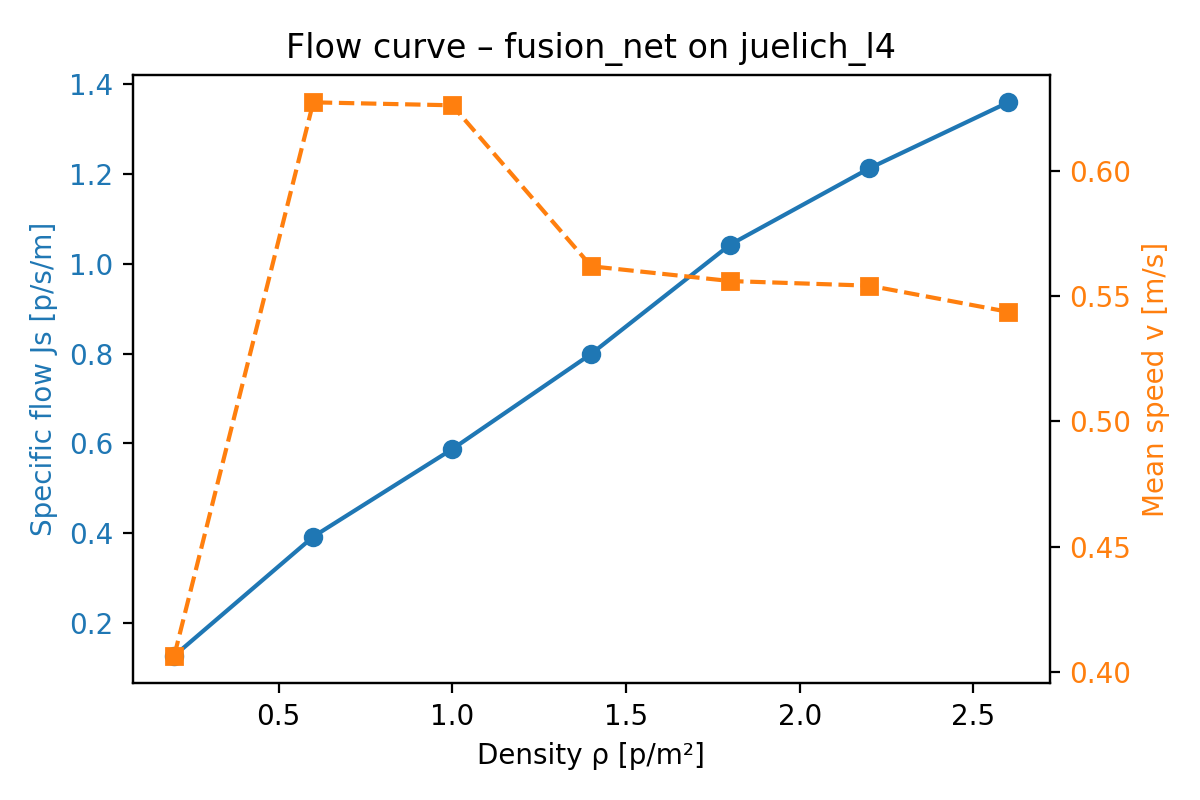 Flow curve – fusion_net on juelich_l4
1.4
1.2
1.0
0.8
0.6
0.4
0.2
Specific flow Js [p/s/m]
0.60
0.55
0.50
0.45
0.40
Mean speed v [m/s]
0.5 1.0 1.5 2.0 2.5
Density ρ [p/m²]